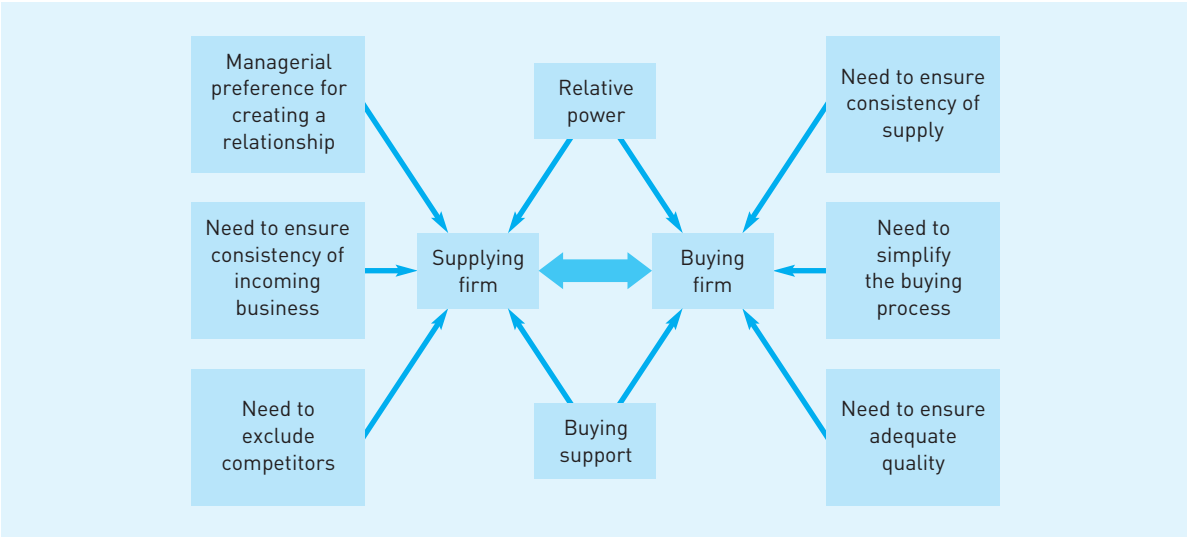 Managerial
preference for
creating a
relationship
Relative
power
Need to ensure
consistency of
supply
Need to ensure
consistency of
incoming
business
Supplying
firm
Buying
firm
Need to
simplify
the buying
process
Need to
exclude
competitors
Buying
support
Need to ensure
adequate
quality